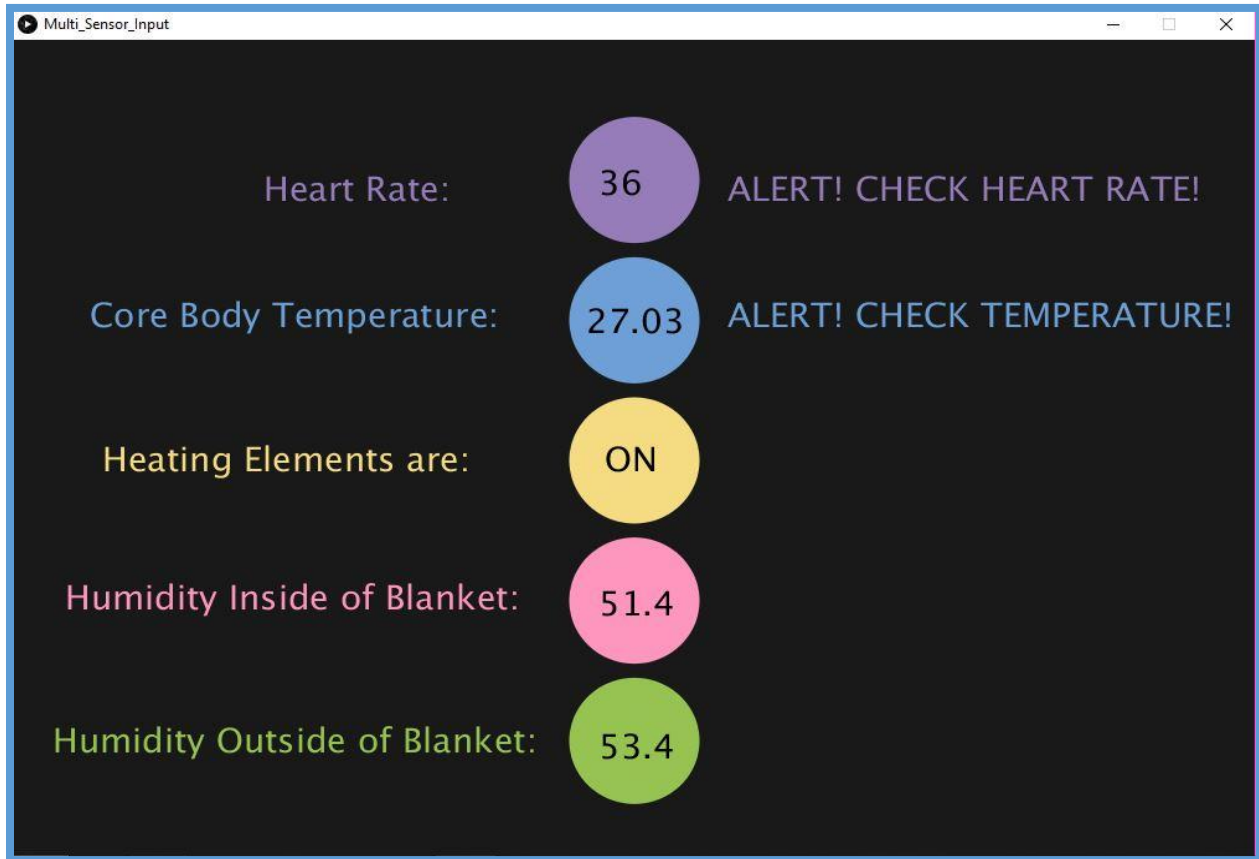 Multi_Sensor_Input
Heart Rate: 36 ALERT! CHECK HEART RATE!
Core Body Temperature: 27.03 ALERT! CHECK TEMPERATURE!
Heating Elements are: ON
Humidity Inside of Blanket: 51.4
Humidity Outside of Blanket: 53.4